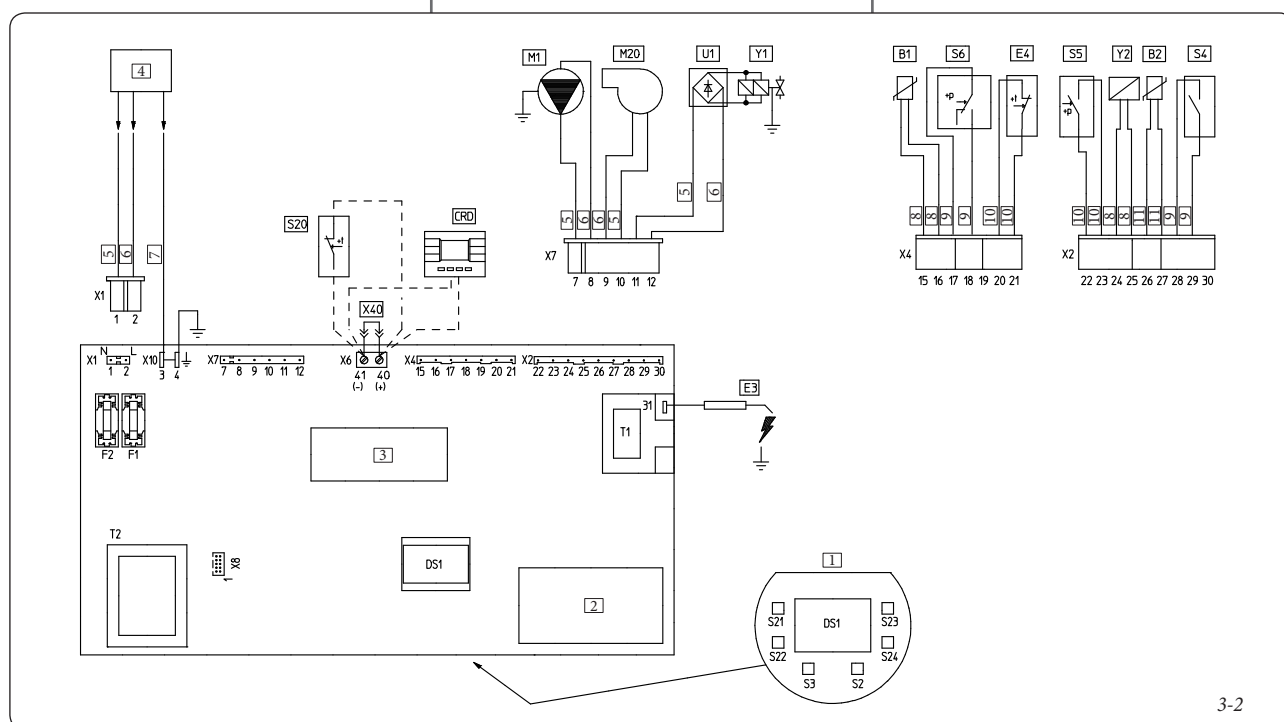 4
M1
M20
U1
Y1
B1
S6
E4
S5
Y2
B2
S4
+p
+t
+p
5
6
7
X1
1 2
S20
+t
CRD
X40
5
6
6
5
5
6
X7
7 8 9 10 11 12
8
8
9
9
10
10
X4
15 16 17 18 19 20 21
10
10
8
8
11
11
9
9
X2
22 23 24 25 26 27 28 29 30
X1 N L
1 2
X10
3 4
X7
7 8 9 10 11 12
X6
41 40
(-) (+)
X4
15 16 17 18 19 20 21
X2
22 23 24 25 26 27 28 29 30
31
E3
T1
F2 F1
3
T2
1 X8
DS1
2
1
S21
S22
DS1
S23
S24
S3
S2
3-2